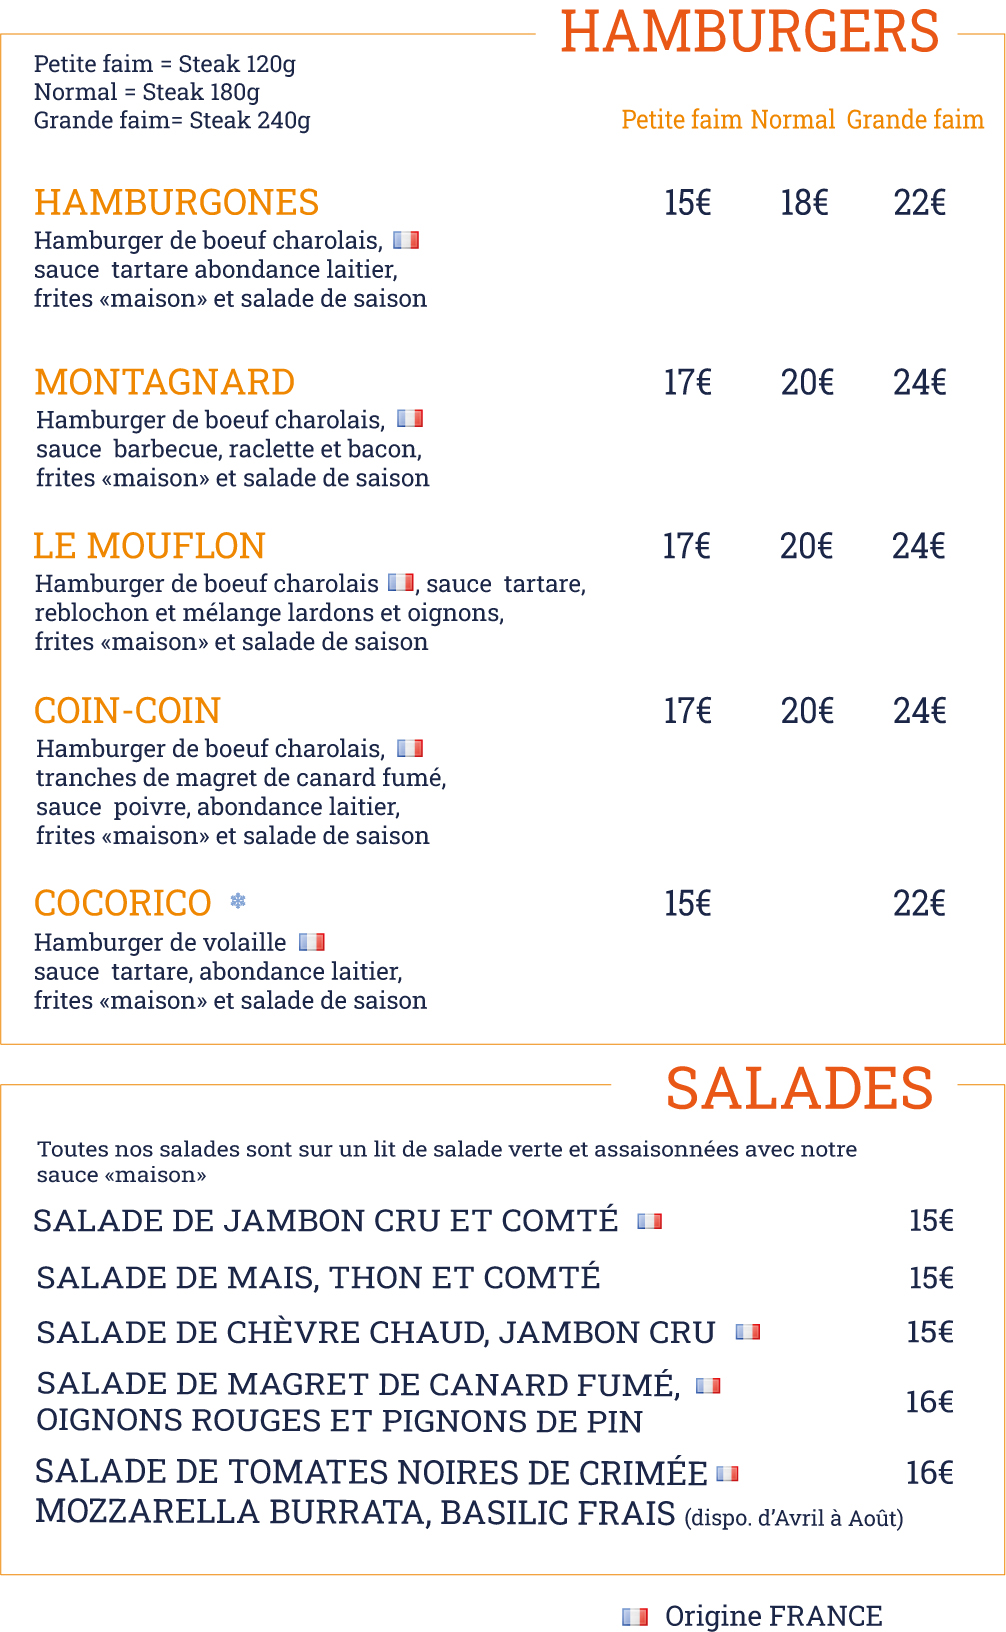 HAMBURGERS
Petite faim = Steak 120g
Normal = Steak 180g
Grande faim= Steak 240g
Petite faim Normal Grande faim
HAMBURGONES 15€ 18€ 22€
Hamburger de boeuf charolais,
sauce tartare abondance laitier,
frites «maison» et salade de saison
MONTAGNARD 17€ 20€ 24€
Hamburger de boeuf charolais,
sauce barbecue, raclette et bacon,
frites «maison» et salade de saison
LE MOUFLON 17€ 20€ 24€
Hamburger de boeuf charolais , sauce tartare,
reblochon et mélange lardons et oignons,
frites «maison» et salade de saison
COIN-COIN 17€ 20€ 24€
Hamburger de boeuf charolais,
tranches de magret de canard fumé,
sauce poivre, abondance laitier,
frites «maison» et salade de saison
COCORICO 15€ 22€
Hamburger de volaille
sauce tartare, abondance laitier,
frites «maison» et salade de saison
SALADES
Toutes nos salades sont sur un lit de salade verte et assaisonnées avec notre
sauce «maison»
SALADE DE JAMBON CRU ET COMTÉ 15€
SALADE DE MAIS, THON ET COMTÉ 15€
SALADE DE CHÈVRE CHAUD, JAMBON CRU 15€
SALADE DE MAGRET DE CANARD FUMÉ,
OIGNONS ROUGES ET PIGNONS DE PIN 16€
SALADE DE TOMATES NOIRES DE CRIMÉE 16€
MOZZARELLA BURRATA, BASILIC FRAIS (dispo. d'Avril à Août)
Origine FRANCE